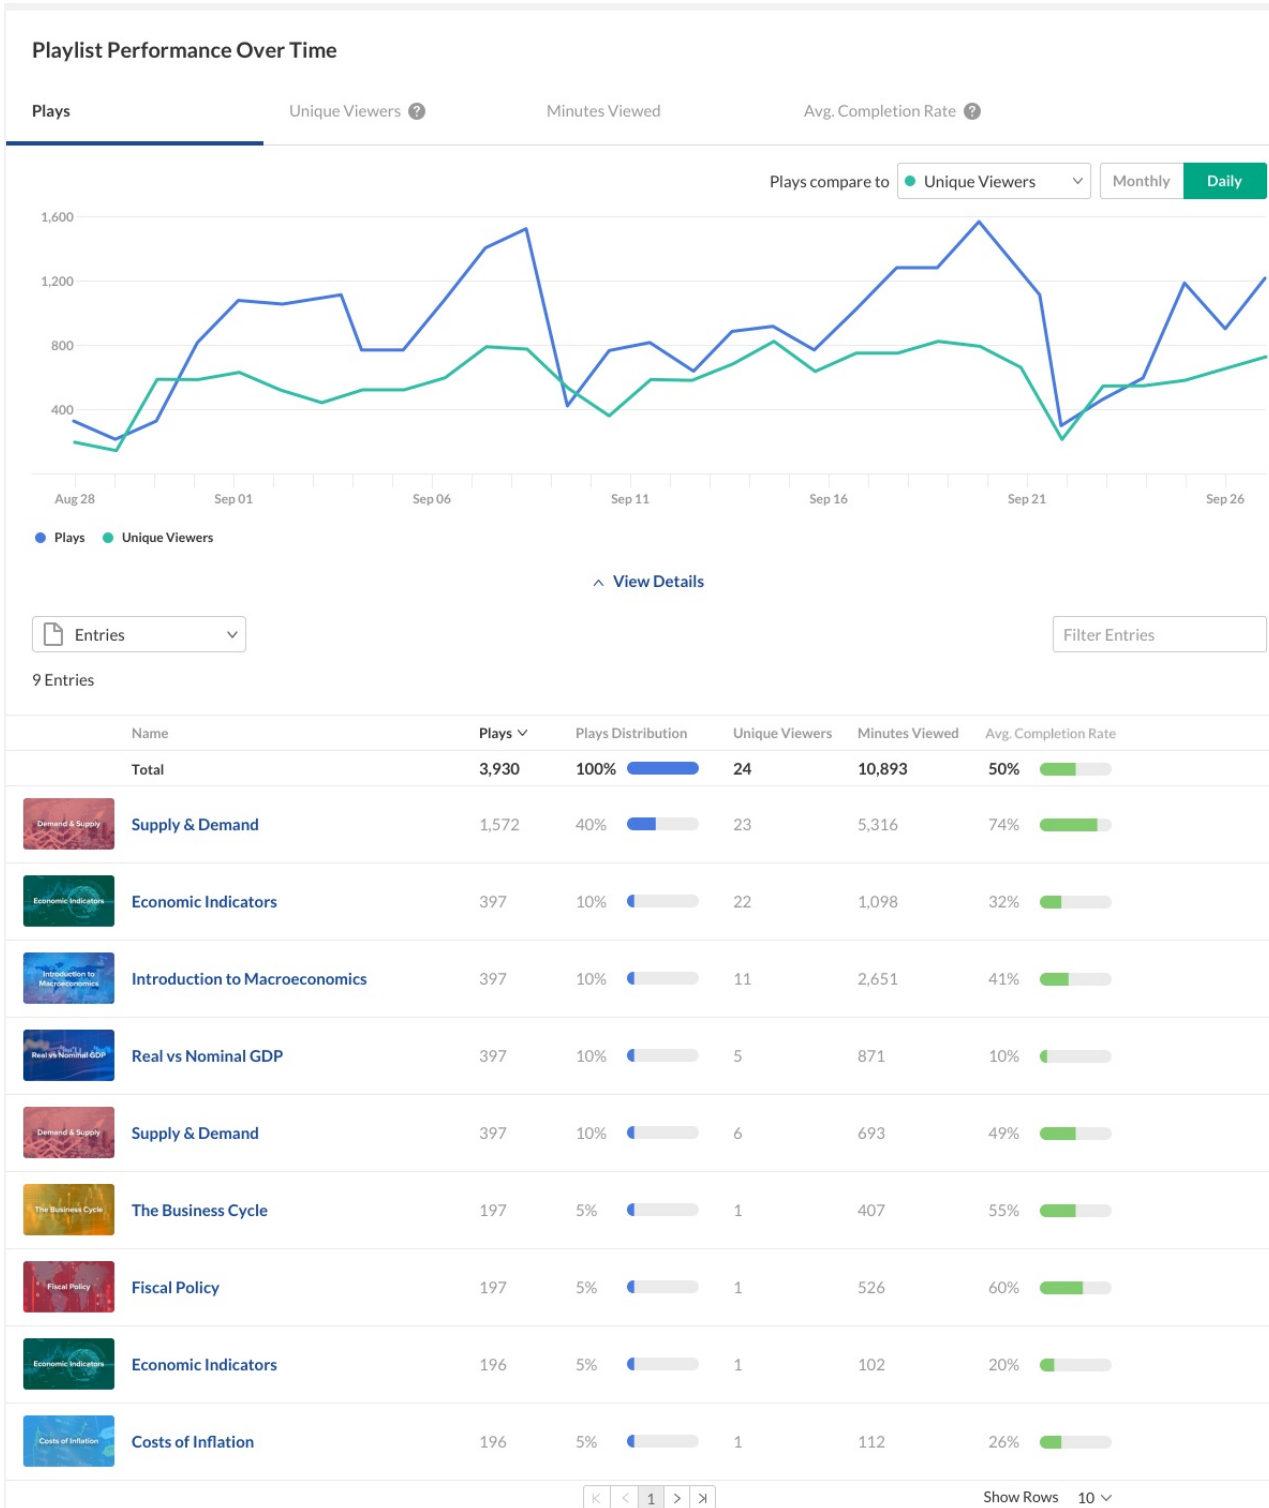 Playlist Performance Over Time
Plays Unique Viewers ? Minutes Viewed Avg. Completion Rate ?
Plays compare to Unique Viewers Monthly Daily
1,600
1,200
800
400
Aug 28 Sep 01 Sep 06 Sep 11 Sep 16 Sep 21 Sep 26
Plays Unique Viewers
View Details
Entries Filter Entries
9 Entries
Name Plays Plays Distribution Unique Viewers Minutes Viewed Avg. Completion Rate
Total 3,930 100% 24 10,893 50%
Demand & Supply Supply & Demand 1,572 40% 23 5,316 74%
Economic Indicators Economic Indicators 397 10% 22 1,098 32%
Introduction to
Macroeconomics Introduction to Macroeconomics 397 10% 11 2,651 41%
Real vs Nominal GDP Real vs Nominal GDP 397 10% 5 871 10%
Demand & Supply Supply & Demand 397 10% 6 693 49%
The Business Cycle The Business Cycle 197 5% 1 407 55%
Fiscal Policy Fiscal Policy 197 5% 1 526 60%
Economic Indicators Economic Indicators 196 5% 1 102 20%
Costs of Inflation Costs of Inflation 196 5% 1 112 26%
1 Show Rows 10